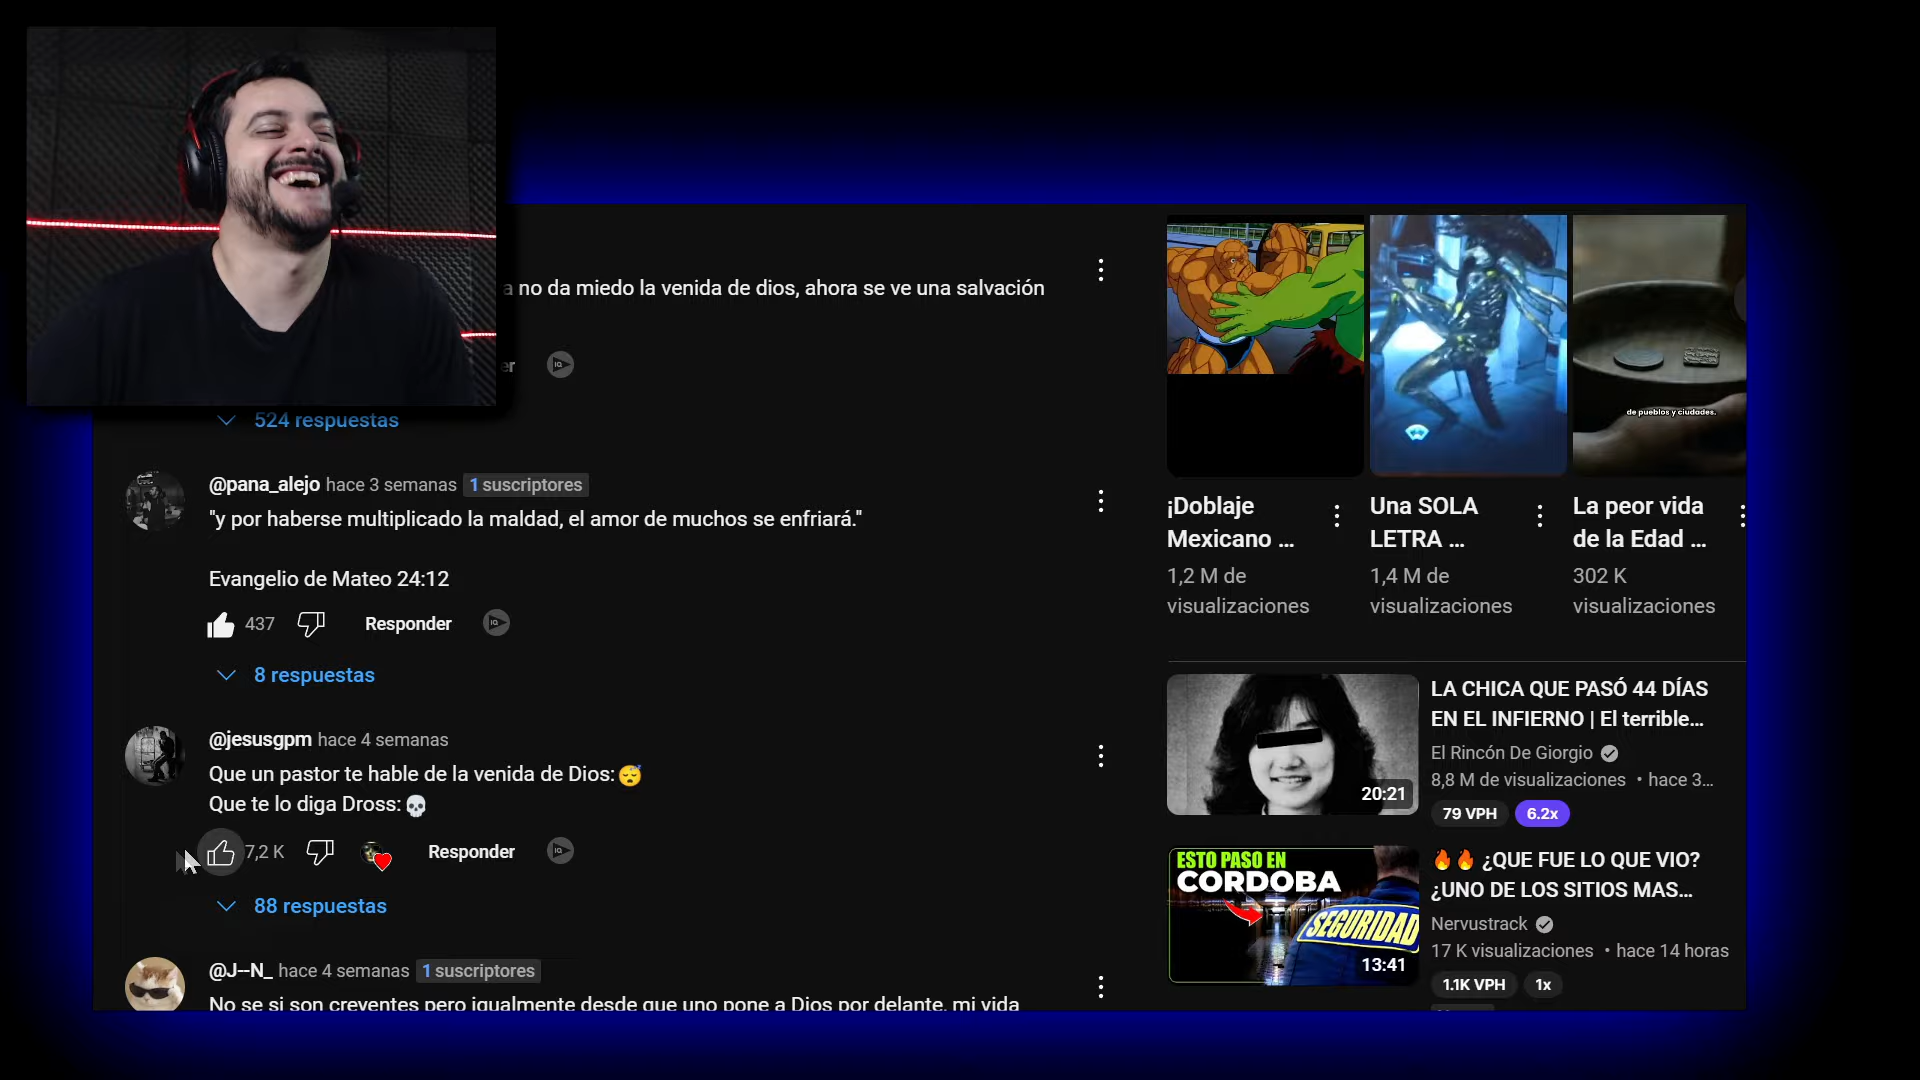 a no da miedo la venida de dios, ahora se ve una salvación
er
524 respuestas
@pana_alejo hace 3 semanas 1 suscriptores
"y por haberse multiplicado la maldad, el amor de muchos se enfriará."
Evangelio de Mateo 24:12
437 Responder
8 respuestas
@jesusgpm hace 4 semanas
Que un pastor te hable de la venida de Dios:😴
Que te lo diga Dross:💀
7,2 K Responder
88 respuestas
@J--N_ hace 4 semanas 1 suscriptores
No se si son creyentes pero igualmente desde que uno pone a Dios por delante, mi vida
de pueblos y ciudades.
¡Doblaje
Mexicano ...
1,2 M de
visualizaciones
Una SOLA
LETRA ...
1,4 M de
visualizaciones
La peor vida
de la Edad ...
302 K
visualizaciones
20:21
LA CHICA QUE PASÓ 44 DÍAS
EN EL INFIERNO | El terrible...
El Rincón De Giorgio
8,8 M de visualizaciones • hace 3...
79 VPH 6.2x
ESTO PASO EN
CORDOBA
SEGURIDAD
13:41
🔥🔥 ¿QUE FUE LO QUE VIO?
¿UNO DE LOS SITIOS MAS...
Nervustrack
17 K visualizaciones • hace 14 horas
1.1K VPH 1x